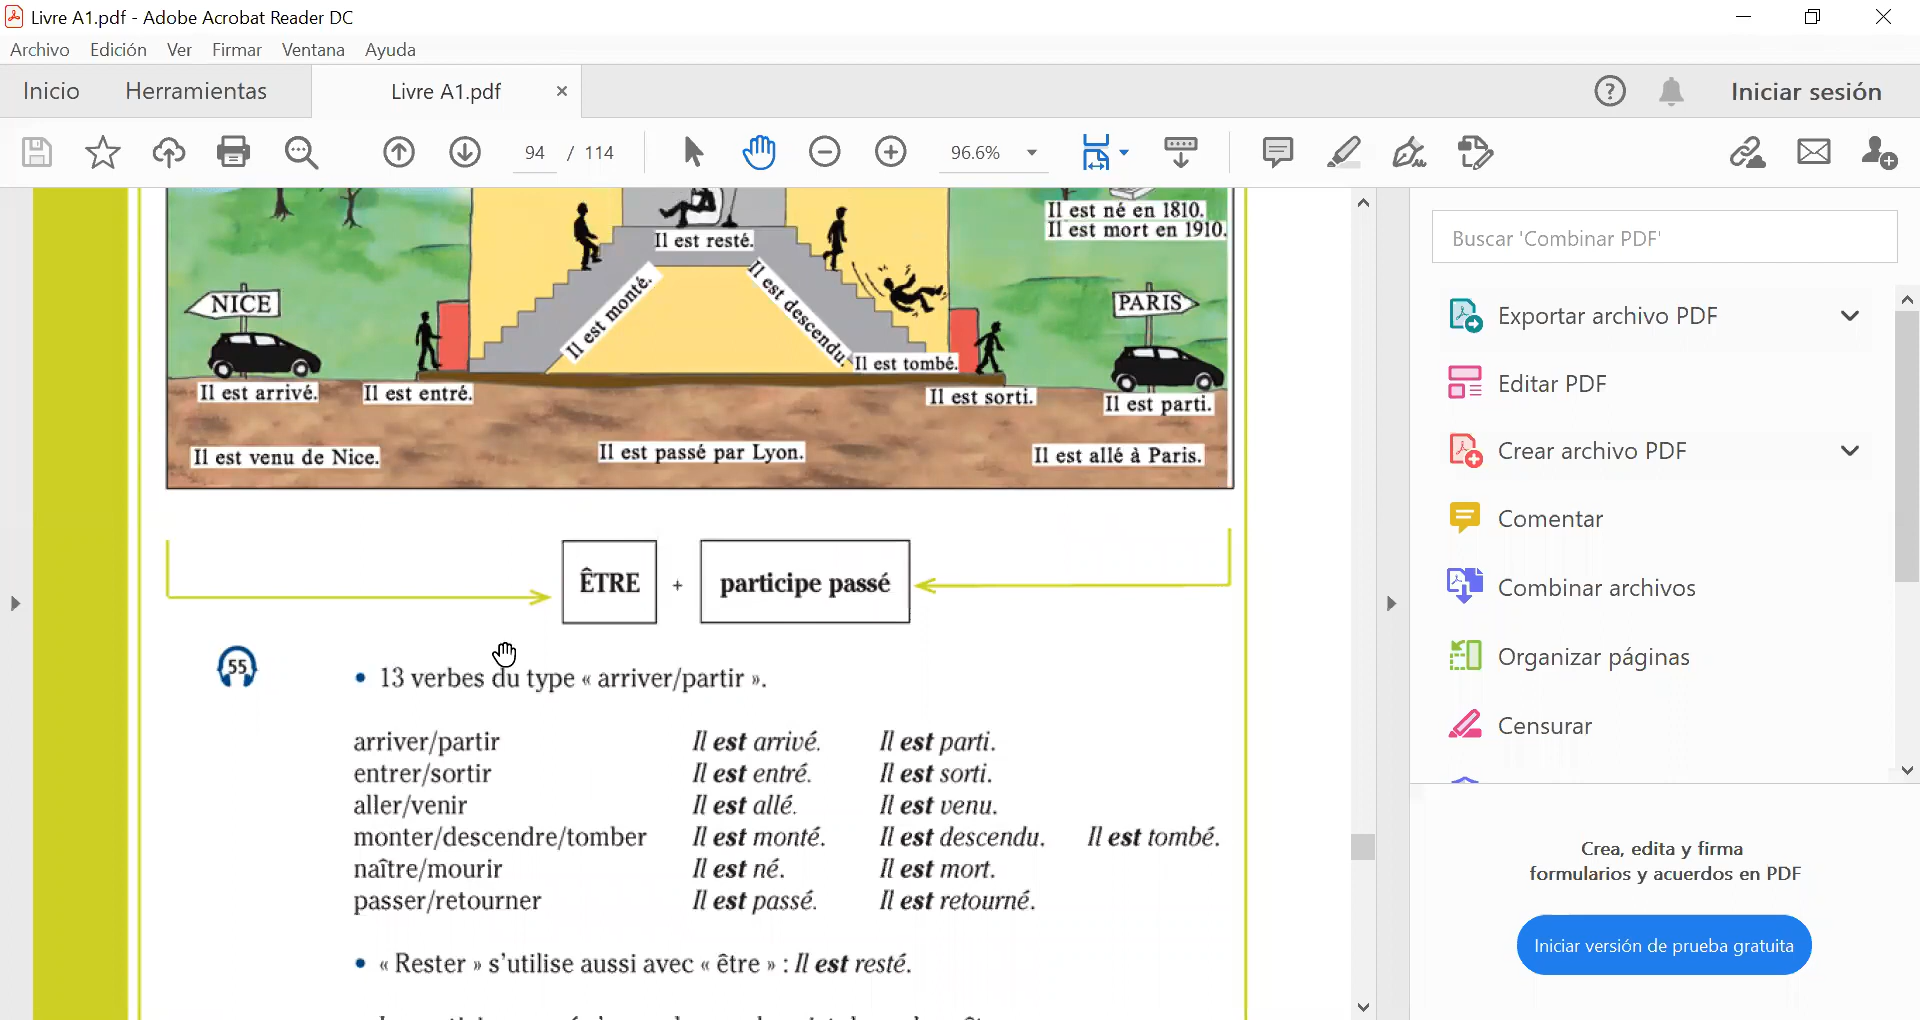 Livre A1.pdf - Adobe Acrobat Reader DC
Archivo Edición Ver Firmar Ventana Ayuda
Inicio Herramientas Livre A1.pdf × Iniciar sesión
94 / 114 96.6%
Il est né en 1810.
Il est mort en 1910.
Il est resté.
NICE
Il est monté.
Il est descendu.
PARIS
Il est tombé.
Il est arrivé. Il est entré. Il est sorti. Il est parti.
Il est venu de Nice. Il est passé par Lyon. Il est allé à Paris.
ÊTRE + participe passé
55
• 13 verbes du type « arriver/partir ».
arriver/partir Il est arrivé. Il est parti.
entrer/sortir Il est entré. Il est sorti.
aller/venir Il est allé. Il est venu.
monter/descendre/tomber Il est monté. Il est descendu. Il est tombé.
naître/mourir Il est né. Il est mort.
passer/retourner Il est passé. Il est retourné.
• « Rester » s'utilise aussi avec « être » : Il est resté.
Buscar 'Combinar PDF'
Exportar archivo PDF
Editar PDF
Crear archivo PDF
Comentar
Combinar archivos
Organizar páginas
Censurar
Crea, edita y firma
formularios y acuerdos en PDF
Iniciar versión de prueba gratuita